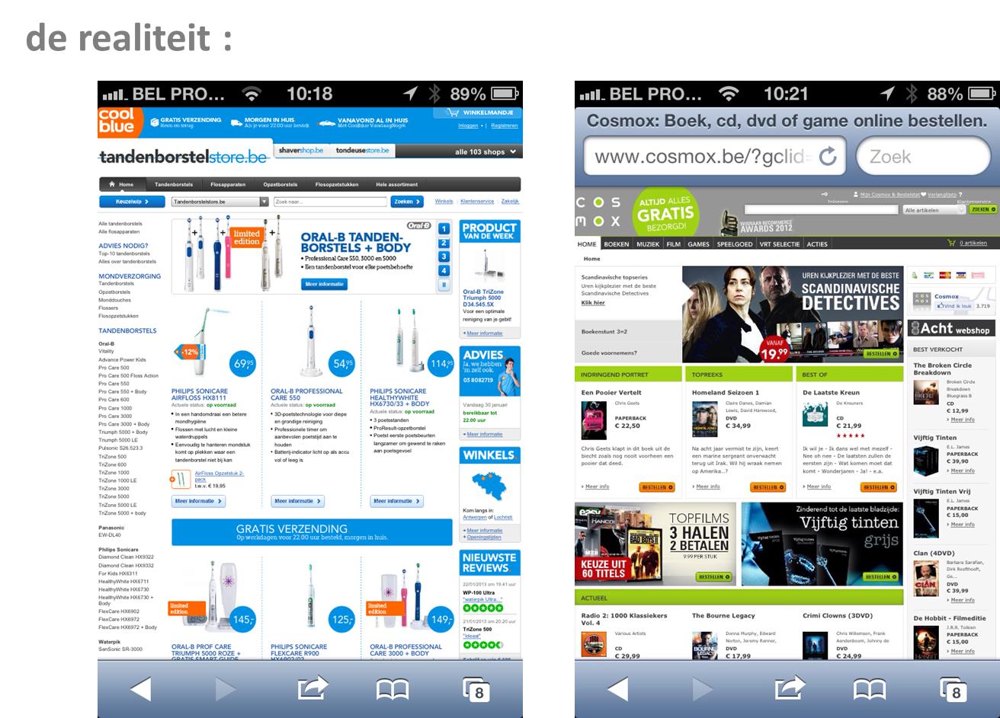 de realiteit :
BEL PRO... 10:18 89%
cool
blue
GRATIS VERZENDING
Heen en terug.
MORGEN IN HUIS
Als je voor 22.00 uur bestelt.
VANAVOND AL IN HUIS
Met Coolblue VandaagNog®.
WINKELMANDJE
Inloggen Registreren
tandenborstelstore.be
shavershop.be tondeusestore.be
alle 103 shops
Home Tandenborstels Flosapparaten Opzetborstels Flosopzetstukken Hele assortiment
Keuzehulp > Tandenborstelstore.be Zoek naar... Zoeken > Winkels Klantenservice Zakelijk
Alle tandenborstels
Alle flosapparaten
ADVIES NODIG?
Top-10 tandenborstels
Alles over tandenborstels
MONDVERZORGING
Tandenborstels
Opzetborstels
Monddouches
Flossers
Flosopzetstukken
TANDENBORSTELS
Oral-B
Vitality
Advance Power Kids
Pro Care 500
Pro Care 500 Floss Action
Pro Care 550
Pro Care 550 + Body
Pro Care 600
Pro Care 1000
Pro Care 3000
Pro Care 3000 + Body
Triumph 5000 + Body
Triumph 5000 LE
Pulsonic S26.523.3
TriZone 500
TriZone 600
TriZone 1000
TriZone 1000 LE
TriZone 3000
TriZone 5000
TriZone 5000 LE
TriZone 5000 + body
Panasonic
EW-DL40
Philips Sonicare
Diamond Clean HX9322
Diamond Clean HX9332
For Kids HX6311
HealthyWhite HX6711
HealthyWhite HX6730
HealthyWhite HX6730 +
Body
FlexCare HX6902
FlexCare HX6972
FlexCare HX6972 + Body
Waterpik
SenSonic SR-3000
limited
edition
Oral-B
ORAL-B TANDEN-
BORSTELS + BODY
• Professional Care 550, 3000 en 5000
• Een tandenborstel voor elke poetsbehoefte
Meer informatie
1
2
3
4
-12%
69,95
PHILIPS SONICARE
AIRFLOSS HX8111
Actuele status: op voorraad
• In een handomdraai een betere
mondhygiëne
• Flossen met lucht en kleine
waterdruppels
• Eenvoudig te hanteren mondstuk
komt op plekken waar een
tandenborstel niet bij kan
AirFloss Opzetstuk 2-
pack
t.w.v. € 19,95
Meer informatie >
54,95
ORAL-B PROFESSIONAL
CARE 550
Actuele status: op voorraad
• 3D-poetstechnologie voor diepe
en grondige reiniging
• Professionele timer om
aanbevolen poetstijd aan te
houden
• Batterij-indicator licht op als accu
vol of leeg is
Meer informatie >
114,95
PHILIPS SONICARE
HEALTHYWHITE
HX6730/33 + BODY
Actuele status: op voorraad
• 3 poetsstanden
• ProResult-opzetborstel
• Poetst eerste poetsbeurten
langzamer om gewend te raken
aan poetsgevoel
Meer informatie >
GRATIS VERZENDING.
Op werkdagen voor 22.00 uur besteld, morgen in huis.
limited
edition
145,-
ORAL-B PROF CARE
TRIUMPH 5000 ROZE +
GRATIS SMART GUIDE
125,-
PHILIPS SONICARE
FLEXCARE R900
HX6902/02
limited
edition
149,-
ORAL-B PROFESSIONAL
CARE 3000 + BODY
PRODUCT
VAN DE WEEK.
Oral-B TriZone
Triumph 5000
D34.545.5X
Voor een optimale
reiniging van je gebit!
Meer informatie
ADVIES.
Ja, we hebben
'm zelf ook.
03 8082719
Vandaag 30 januari
bereikbaar tot
22.00 uur
Meer informatie
WINKELS.
Kom langs in:
Antwerpen of Lochristi
Meer informatie
Openingstijden
NIEUWSTE
REVIEWS.
22/01/2013 om 19.41 uur
WP-100 Ultra
"waterpik Ultra..."
21/01/2013 om 20.20 uur
TriZone 500
"Ideaal"
8
BEL PRO... 10:21 88%
Cosmox: Boek, cd, dvd of game online bestellen.
www.cosmox.be/?gclid= Zoek
COS
MOX
ALTIJD ALLES
GRATIS
BEZORGD!
WINNAAR BECOMMERCE
AWARDS 2012
Inloggen Mijn Cosmox & Bestelstat Verlanglijstje ?
Klantenservice
Alle artikelen ZOEKEN
HOME BOEKEN MUZIEK FILM GAMES SPEELGOED VRT SELECTIE ACTIES 0 artikelen
Home
Scandinavische topseries
Uren kijkplezier met de beste
Scandinavische Detectives
Klik hier
Boekenstunt 3=2
Goede voornemens?
UREN KIJKPLEZIER MET DE BESTE
SCANDINAVISCHE
DETECTIVES
VANAF
19.99
BESTELLEN
Cosmox
Vind ik leuk 3.719
Acht webshop
INDRINGEND PORTRET
Een Pooier Vertelt
Chris Geets
PAPERBACK
€ 22,50
Chris Geets klapt in dit boek uit de
biecht zoals nog nooit voorheen een
pooier dat deed.
> Meer info BESTELLEN
TOPREEKS
Homeland Seizoen 1
Claire Danes, Damian
Lewis, David Harewood,
DVD
€ 34,99
Na acht jaar vermist te zijn, keert
een marine sergeant onverwacht
terug uit Irak. Wil hij wraak nemen
op Amerika...?
> Meer info BESTELLEN
BEST OF
De Laatste Kreun
De Kreuners
CD
€ 21,99
Ik wil je - Ik dans wel met mezelf -
Nee oh nee - De laatsten zullen de
eersten zijn - Wat komen moet dat
komt - Wonderjaren - Ja! - e.a.
> Meer info BESTELLEN
TOPFILMS
3 HALEN
2 BETALEN
9.99 PER STUK
KEUZE UIT
60 TITELS
BESTELLEN
Zinderend tot de laatste bladzijde:
Vijftig tinten
grijs
BESTELLEN
ACTUEEL
Radio 2: 1000 Klassiekers
Vol. 4
Various Artists
CD
€ 29,99
The Bourne Legacy
Donna Murphy, Edward
Norton, Jeremy Renner,
DVD
€ 17,99
Crimi Clowns (3DVD)
Chris Willemsen, Frank
Aendenboom, Johnny de
DVD
€ 24,99
BEST VERKOCHT
The Broken Circle
Breakdown
Broken Circle
Breakdown
Bluegrass B
CD
€ 12,99
> Meer info
Vijftig Tinten
E.L. James
PAPERBACK
€ 39,90
> Meer info
Vijftig Tinten Vrij
E.L. James
PAPERBACK
€ 15,00
> Meer info
Clan (4DVD)
Barbara Sarafian,
Dirk Roofthooft,
Ge...
DVD
€ 39,99
> Meer info
De Hobbit - Filmeditie
J.R.R. Tolkien
PAPERBACK
€ 15,00
> Meer info
8